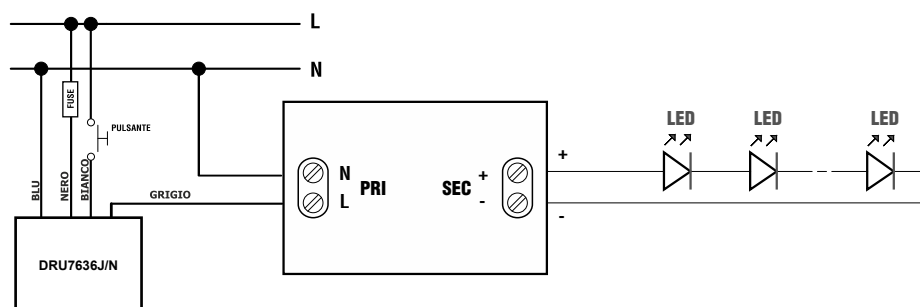 L
N
FUSE
PULSANTE
BLU
NERO
BIANCO
GRIGIO
DRU7636J/N
N
L
PRI
SEC
+
-
+
-
LED
LED
LED